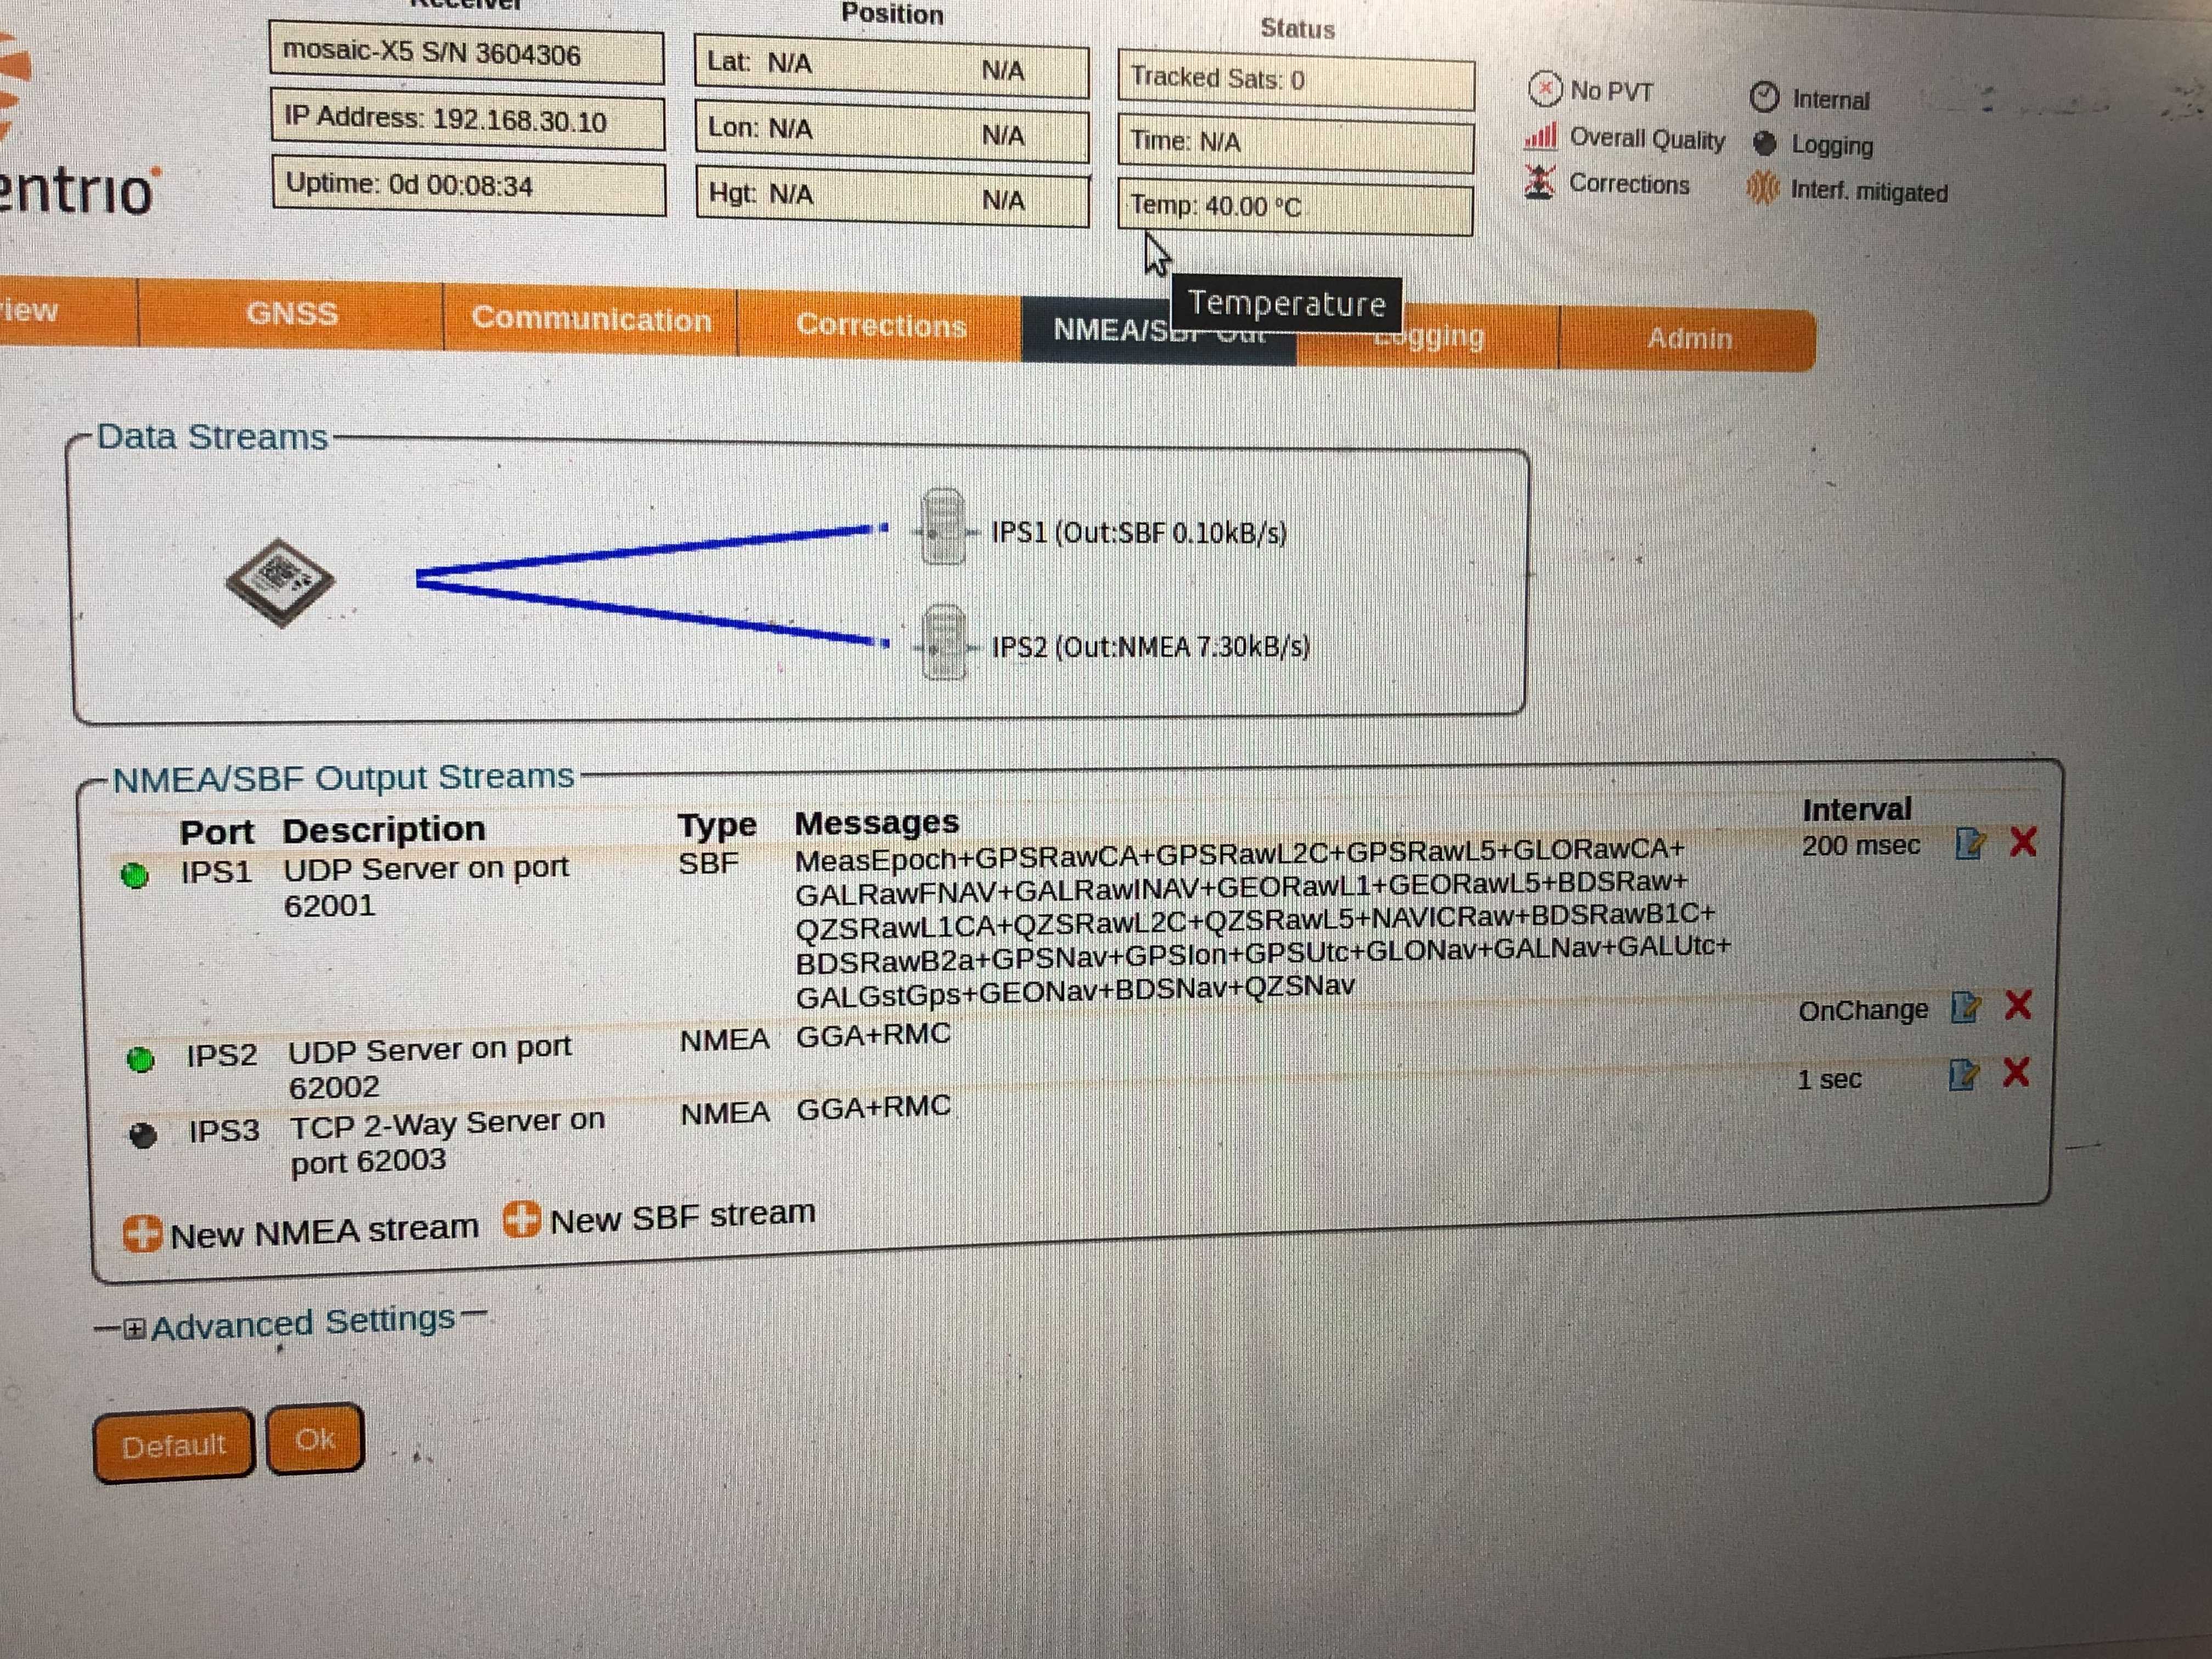 Receiver
Position
Status
mosaic-X5 S/N 3604306
Lat: N/A N/A
Tracked Sats: 0
No PVT
Internal
IP Address: 192.168.30.10
Lon: N/A N/A
Time: N/A
Overall Quality
Logging
Uptime: 0d 00:08:34
Hgt: N/A N/A
Temp: 40.00 °C
Corrections
Interf. mitigated
entrio
Temperature
iew
GNSS
Communication
Corrections
NMEA/SBF Out
Logging
Admin
Data Streams
IPS1 (Out:SBF 0.10kB/s)
IPS2 (Out:NMEA 7.30kB/s)
NMEA/SBF Output Streams
Port Description Type Messages Interval
IPS1 UDP Server on port SBF MeasEpoch+GPSRawCA+GPSRawL2C+GPSRawL5+GLORawCA+ 200 msec
62001 GALRawFNAV+GALRawINAV+GEORawL1+GEORawL5+BDSRaw+
QZSRawL1CA+QZSRawL2C+QZSRawL5+NAVICRaw+BDSRawB1C+
BDSRawB2a+GPSNav+GPSIon+GPSUtc+GLONav+GALNav+GALUtc+
GALGstGps+GEONav+BDSNav+QZSNav
IPS2 UDP Server on port NMEA GGA+RMC OnChange
62002
IPS3 TCP 2-Way Server on NMEA GGA+RMC 1 sec
port 62003
New NMEA stream New SBF stream
Advanced Settings
Default Ok